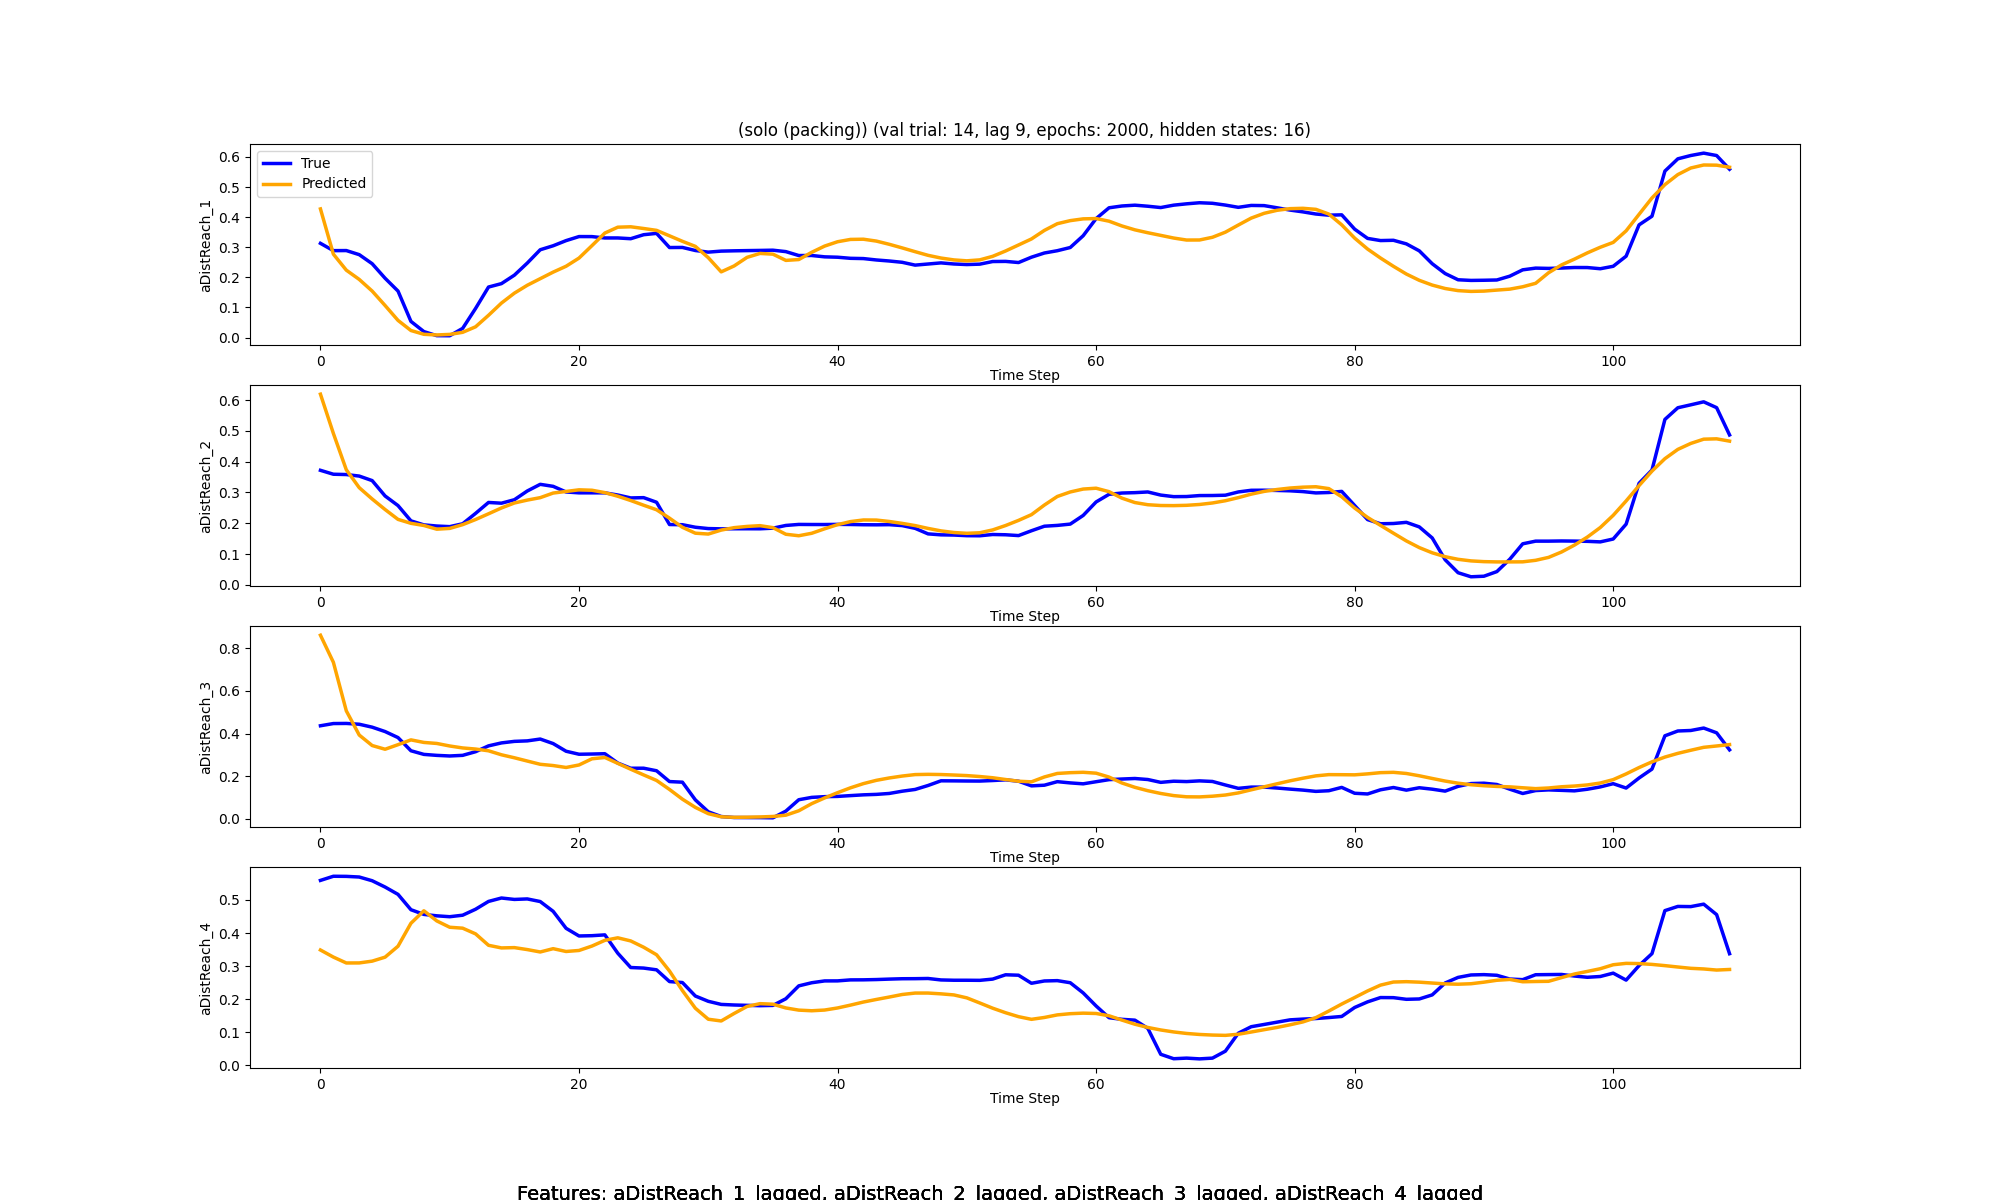 (solo (packing)) (val trial: 14, lag 9, epochs: 2000, hidden states: 16)
True
Predicted
aDistReach_1
0.6
0.5
0.4
0.3
0.2
0.1
0.0
0 20 40 60 80 100
Time Step
aDistReach_2
0.6
0.5
0.4
0.3
0.2
0.1
0.0
0 20 40 60 80 100
Time Step
aDistReach_3
0.8
0.6
0.4
0.2
0.0
0 20 40 60 80 100
Time Step
aDistReach_4
0.5
0.4
0.3
0.2
0.1
0.0
0 20 40 60 80 100
Time Step
Features: aDistReach_1_lagged, aDistReach_2_lagged, aDistReach_3_lagged, aDistReach_4_lagged